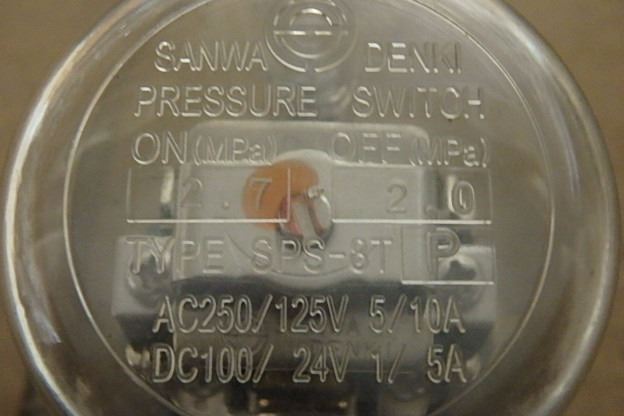 SANWA DENKI
PRESSURE SWITCH
ON(MPa) OFF(MPa)
2.7 2.0
TYPE SPS-8T P
AC250/125V 5/10A
DC100/ 24V 1/ 5A